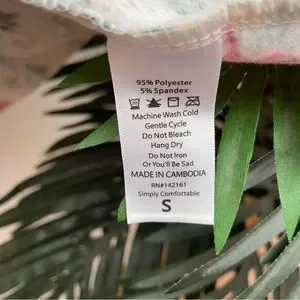 95% Polyester
5% Spandex
Machine Wash Cold
Gentle Cycle
Do Not Bleach
Hang Dry
Do Not Iron
Or You'll Be Sad
MADE IN CAMBODIA
RN#142161
Simply Comfortable
S